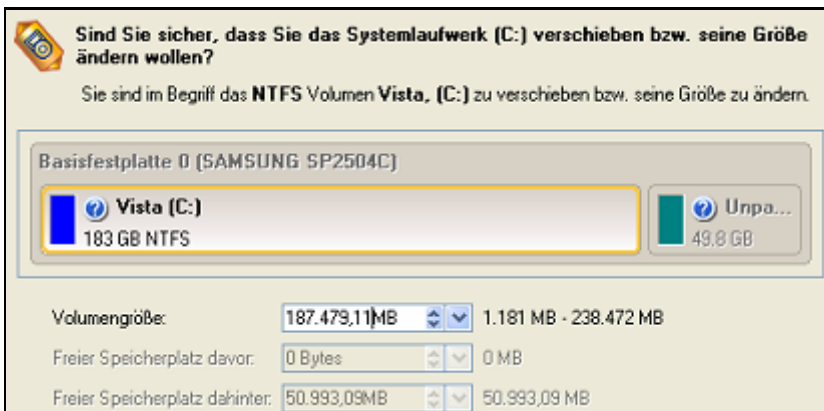 Sind Sie sicher, dass Sie das Systemlaufwerk (C:) verschieben bzw. seine Größe
ändern wollen?
Sie sind im Begriff das NTFS Volumen Vista, (C:) zu verschieben bzw. seine Größe zu ändern.
Basisfestplatte 0 (SAMSUNG SP2504C)
Vista (C:)
183 GB NTFS
Unpa...
49.8 GB
Volumengröße: 187.479,11MB 1.181 MB - 238.472 MB
Freier Speicherplatz davor: 0 Bytes 0 MB
Freier Speicherplatz dahinter: 50.993,09MB 50.993,09 MB